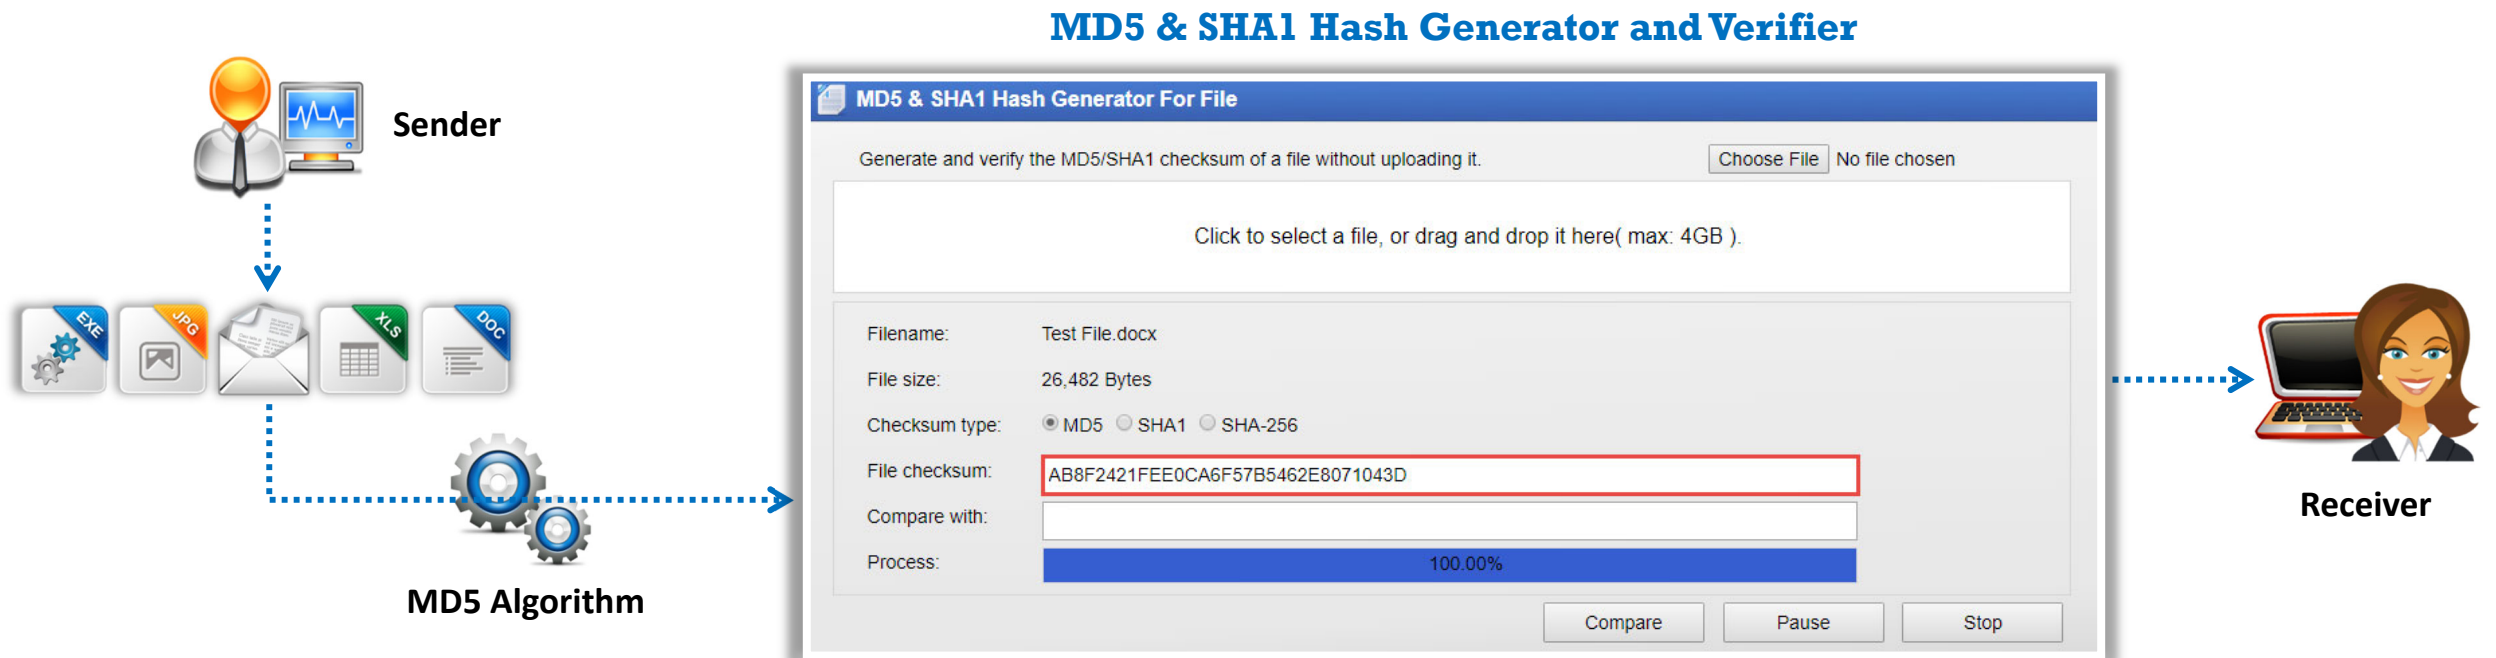 MD5 & SHA1 Hash Generator and Verifier
Sender
EXE
JPG
XLS
DOC
MD5 Algorithm
MD5 & SHA1 Hash Generator For File
Generate and verify the MD5/SHA1 checksum of a file without uploading it.
Choose File No file chosen
Click to select a file, or drag and drop it here( max: 4GB ).
Filename: Test File.docx
File size: 26,482 Bytes
Checksum type: MD5 SHA1 SHA-256
File checksum: AB8F2421FEE0CA6F57B5462E8071043D
Compare with:
Process: 100.00%
Compare Pause Stop
Receiver